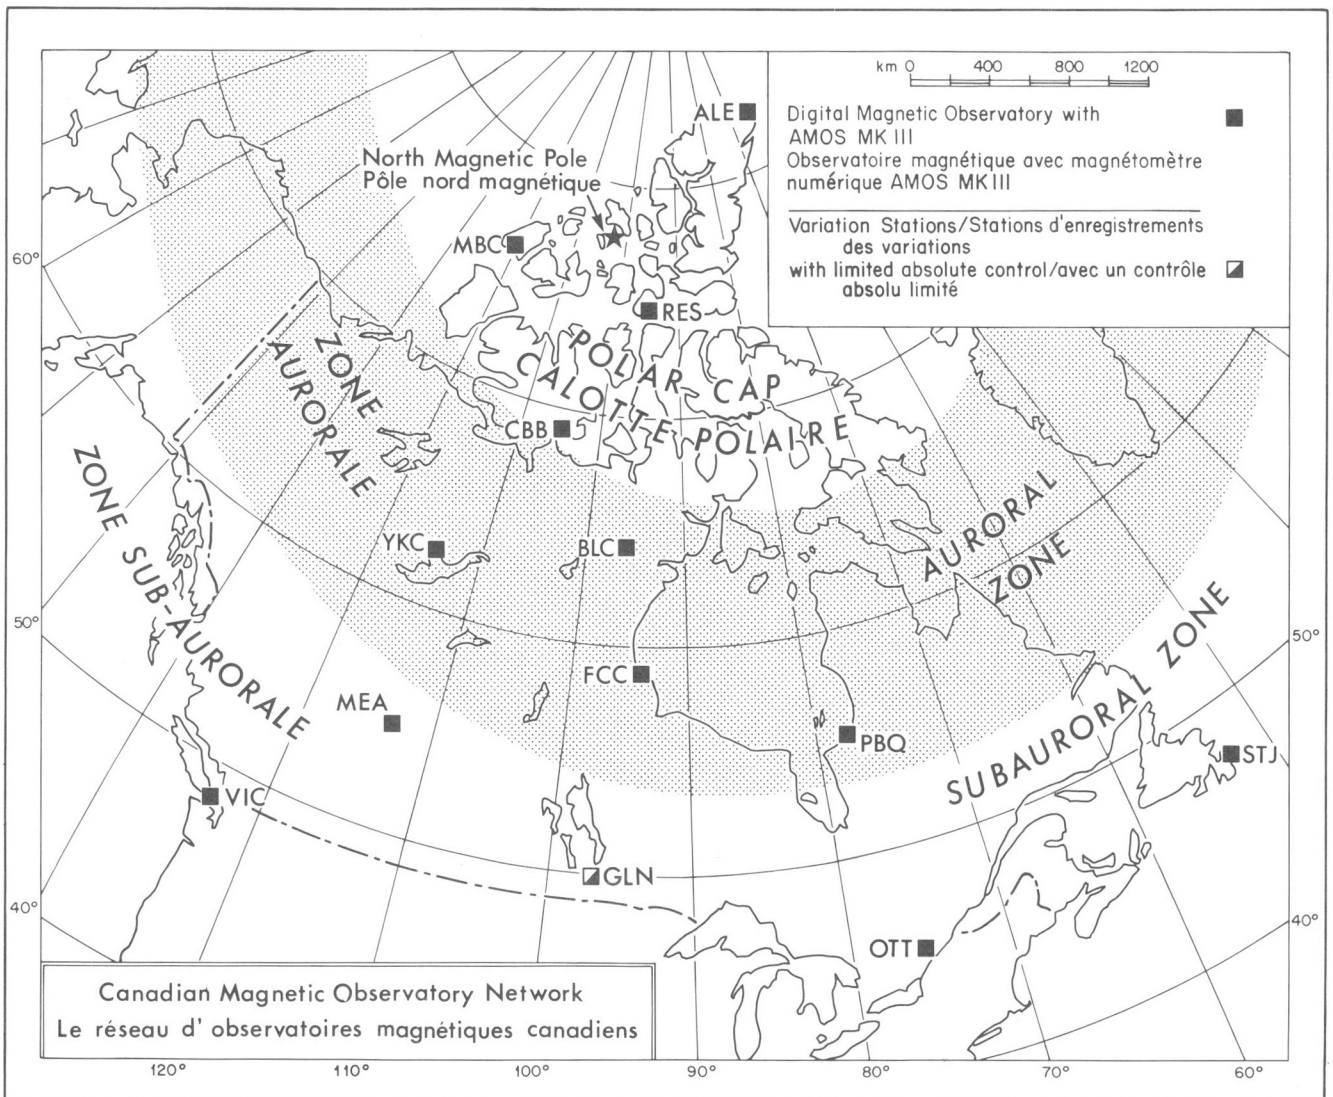 km 0 400 800 1200
Digital Magnetic Observatory with
AMOS MK III
Observatoire magnétique avec magnétomètre
numérique AMOS MK III
Variation Stations/Stations d'enregistrements
des variations
with limited absolute control/avec un contrôle
absolu limité
ALE
North Magnetic Pole
Pôle nord magnétique
MBC
RES
60°
POLAR CAP
CALOTTE POLAIRE
ZONE
AURORALE
CBB
AURORAL
ZONE
YKC
BLC
ZONE SUB-AURORALE
SUBAURORAL ZONE
50°
50°
FCC
MEA
PBQ
STJ
VIC
GLN
40°
40°
OTT
Canadian Magnetic Observatory Network
Le réseau d' observatoires magnétiques canadiens
120° 110° 100° 90° 80° 70° 60°